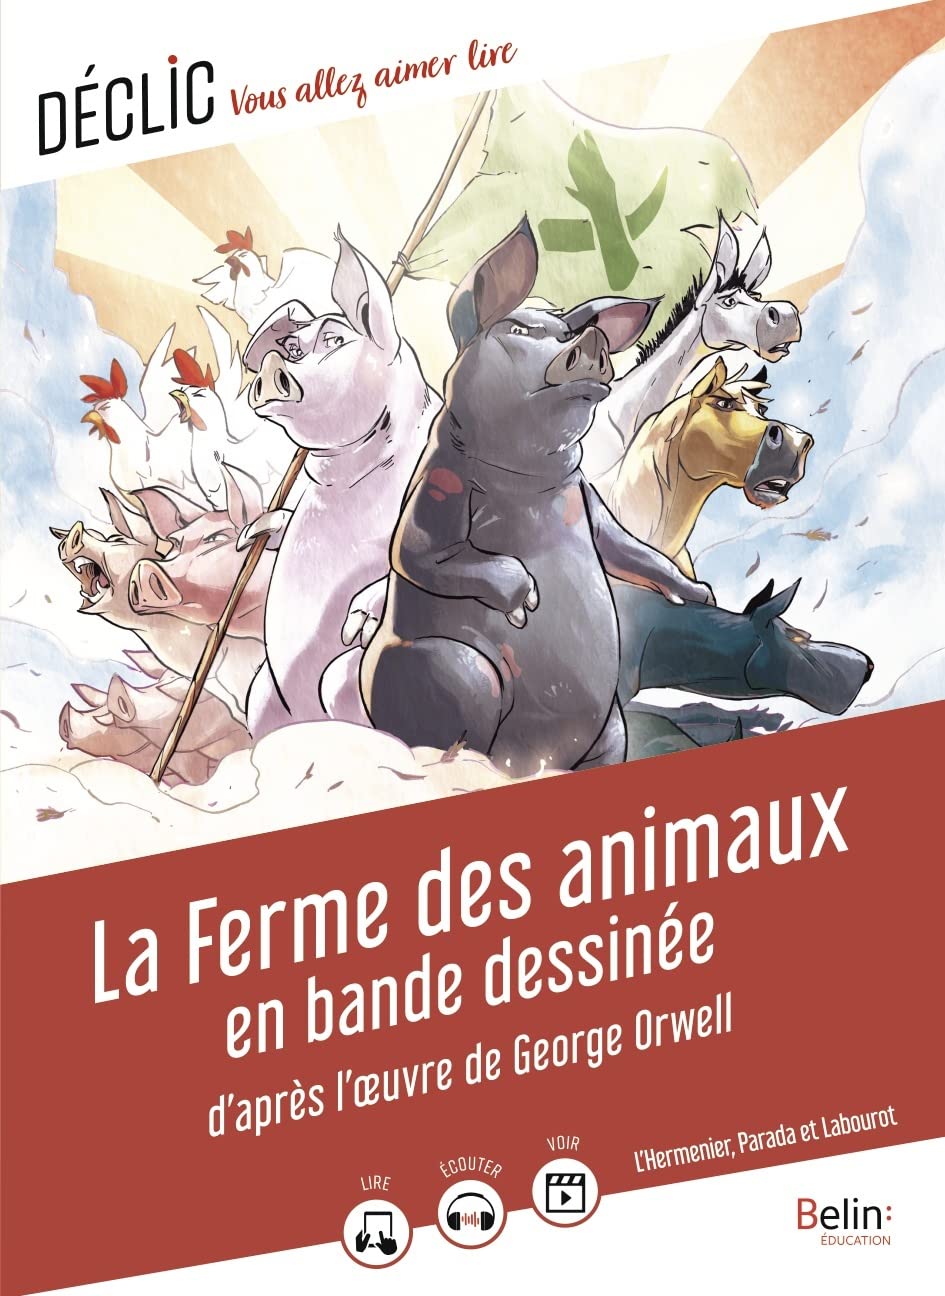 DÉCLIC Vous allez aimer lire
La Ferme des animaux
en bande dessinée
d'après l'œuvre de George Orwell
L'Hermenier, Parada et Labourot
LIRE
ÉCOUTER
VOIR
Belin:
ÉDUCATION